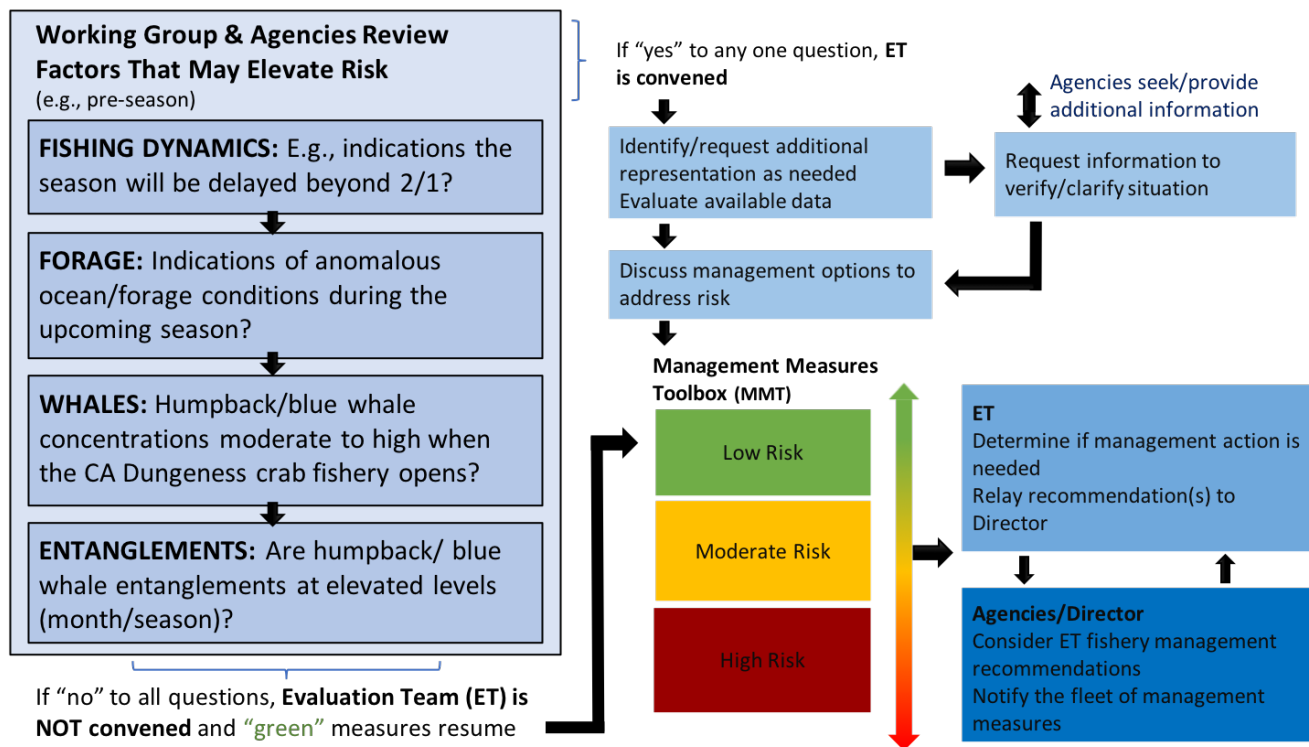 Working Group & Agencies Review
Factors That May Elevate Risk
(e.g., pre-season)
FISHING DYNAMICS: E.g., indications the
season will be delayed beyond 2/1?
FORAGE: Indications of anomalous
ocean/forage conditions during the
upcoming season?
WHALES: Humpback/blue whale
concentrations moderate to high when
the CA Dungeness crab fishery opens?
ENTANGLEMENTS: Are humpback/ blue
whale entanglements at elevated levels
(month/season)?
If “no” to all questions, Evaluation Team (ET) is
NOT convened and “green” measures resume
If “yes” to any one question, ET
is convened
Identify/request additional
representation as needed
Evaluate available data
Agencies seek/provide
additional information
Request information to
verify/clarify situation
Discuss management options to
address risk
Management Measures
Toolbox (MMT)
Low Risk
Moderate Risk
High Risk
ET
Determine if management action is
needed
Relay recommendation(s) to
Director
Agencies/Director
Consider ET fishery management
recommendations
Notify the fleet of management
measures